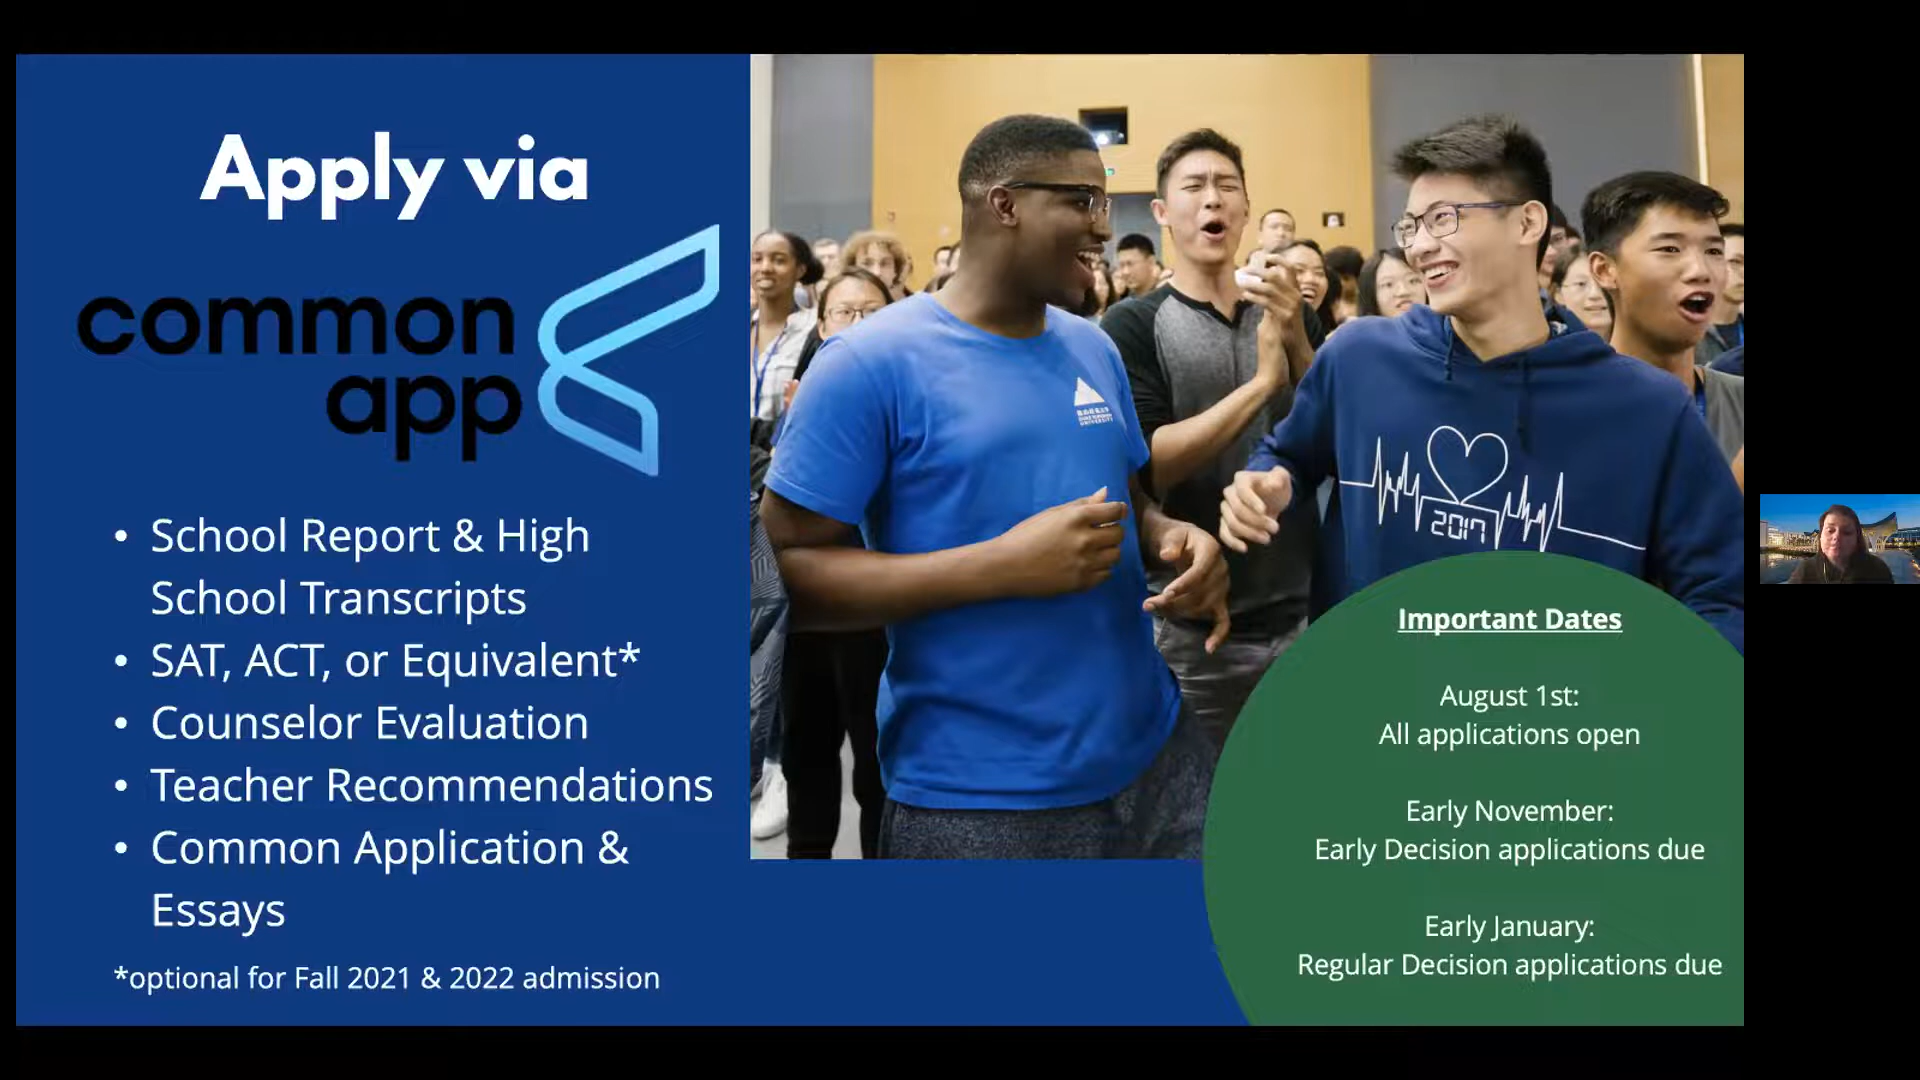 Apply via
common
app
• School Report & High
School Transcripts
• SAT, ACT, or Equivalent*
• Counselor Evaluation
• Teacher Recommendations
• Common Application &
Essays
*optional for Fall 2021 & 2022 admission
2017
Important Dates
August 1st:
All applications open
Early November:
Early Decision applications due
Early January:
Regular Decision applications due